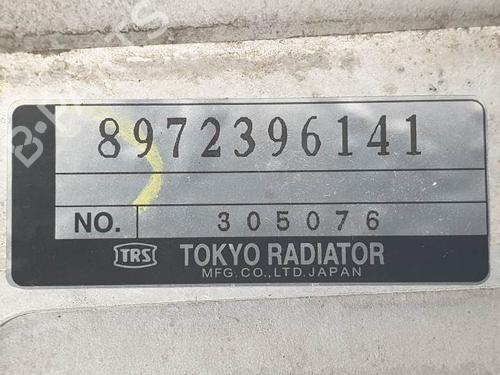 8972396141
NO. 305076
TRS TOKYO RADIATOR
MFG.CO.,LTD.JAPAN